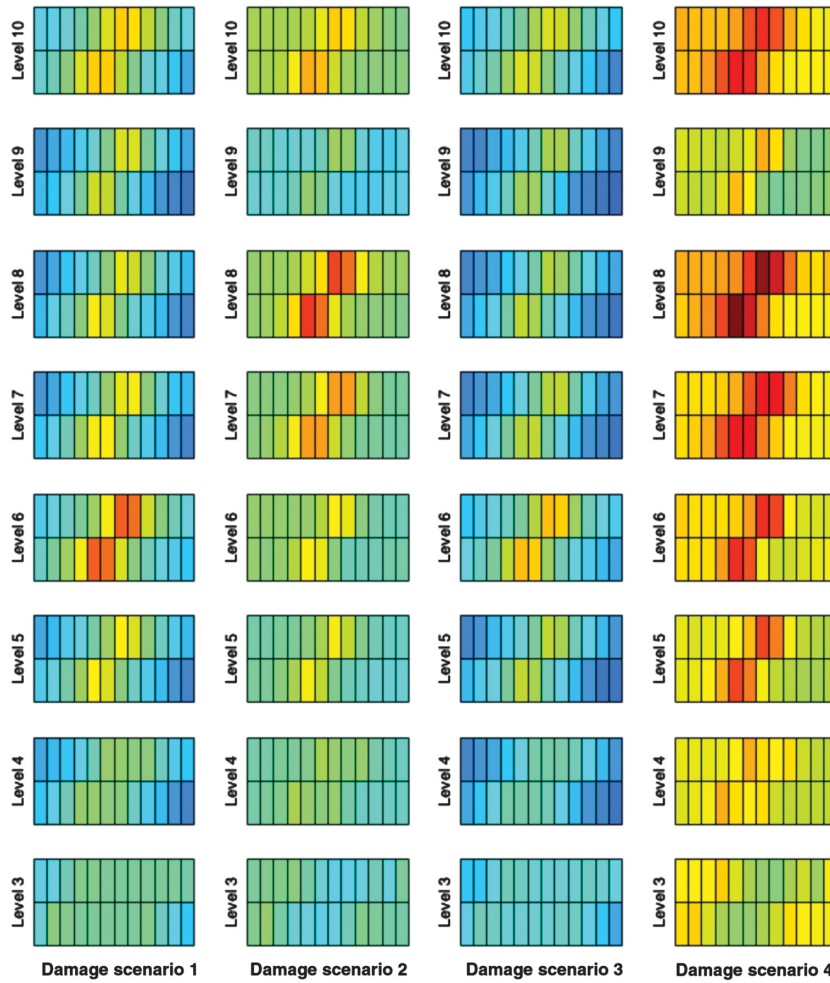 Level 10 Level 10 Level 10 Level 10
Level 9 Level 9 Level 9 Level 9
Level 8 Level 8 Level 8 Level 8
Level 7 Level 7 Level 7 Level 7
Level 6 Level 6 Level 6 Level 6
Level 5 Level 5 Level 5 Level 5
Level 4 Level 4 Level 4 Level 4
Level 3 Level 3 Level 3 Level 3
Damage scenario 1 Damage scenario 2 Damage scenario 3 Damage scenario 4